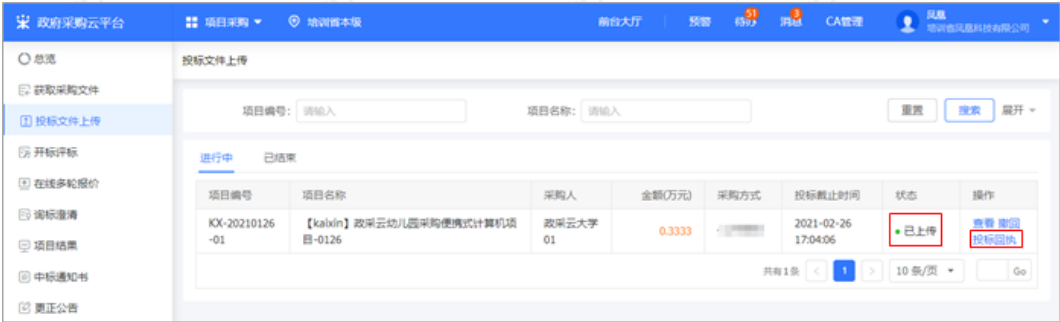 政府采购云平台
项目采购
培训省本级
前台大厅
预警
待办
51
消息
3
CA管理
凤凰
培训省凤凰科技有限公司
总览
获取采购文件
投标文件上传
开标评标
在线多轮报价
询标澄清
项目结果
中标通知书
更正公告
投标文件上传
项目编号: 请输入
项目名称: 请输入
重置
搜索
展开
进行中
已结束
项目编号 项目名称 采购人 金额(万元) 采购方式 投标截止时间 状态 操作
KX-20210126
-01
【kaixin】政采云幼儿园采购便携式计算机项
目-0126
政采云大学
01
0.3333
2021-02-26
17:04:06
已上传
查看 撤回
投标回执
共有1条
1
10 条/页
Go